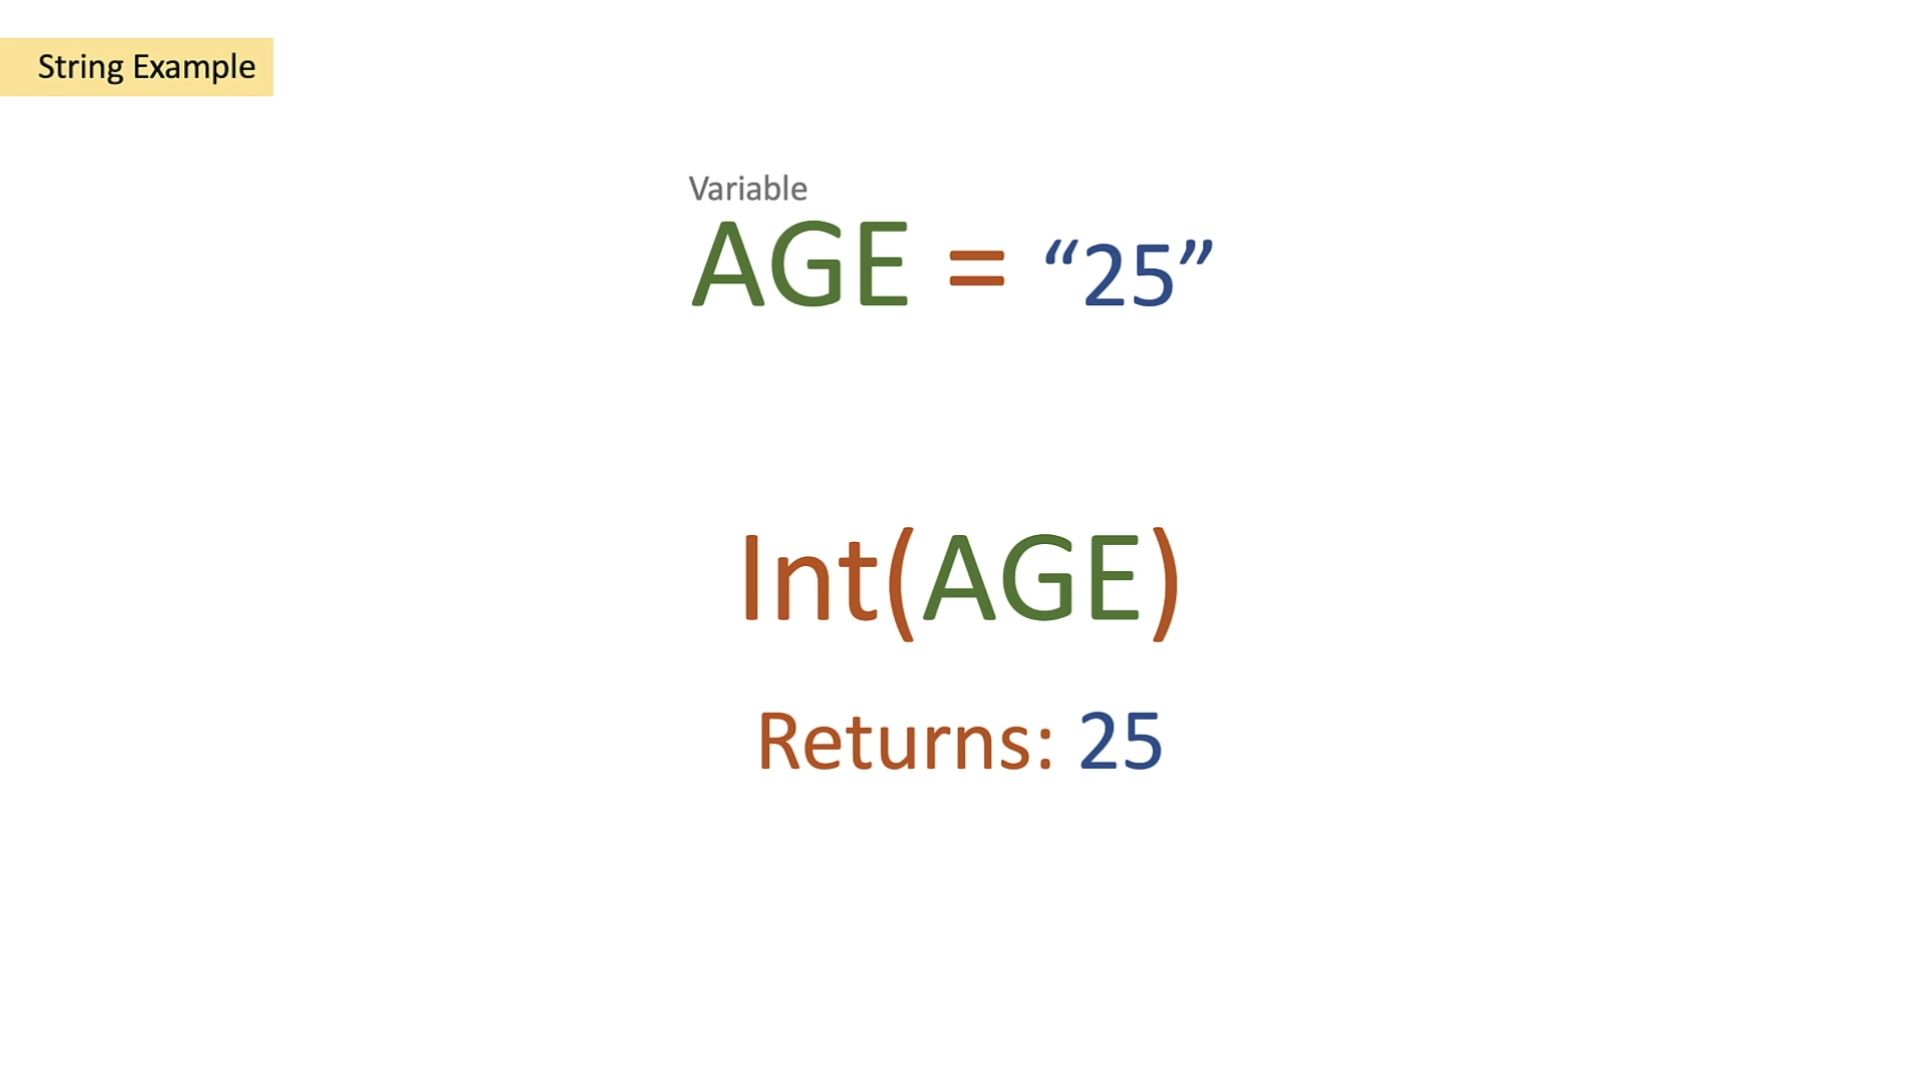 String Example
Variable
AGE = “25”
Int(AGE)
Returns: 25